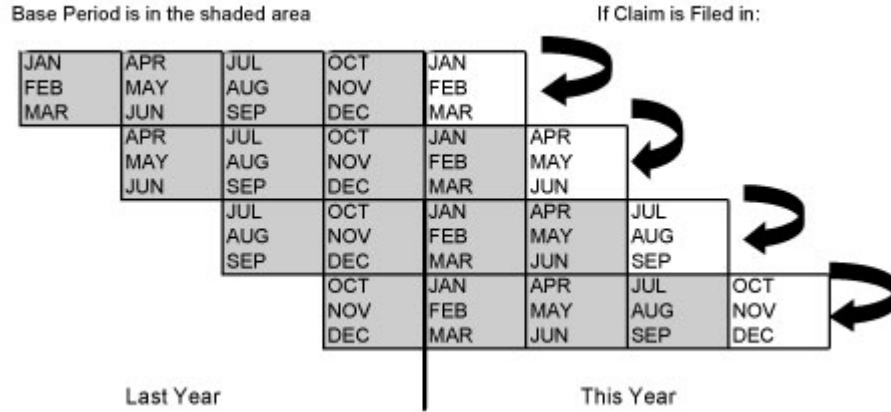 Base Period is in the shaded area If Claim is Filed in:
JAN APR JUL OCT JAN
FEB MAY AUG NOV FEB
MAR JUN SEP DEC MAR
APR JUL OCT JAN APR
MAY AUG NOV FEB MAY
JUN SEP DEC MAR JUN
JUL OCT JAN APR JUL
AUG NOV FEB MAY AUG
SEP DEC MAR JUN SEP
OCT JAN APR JUL OCT
NOV FEB MAY AUG NOV
DEC MAR JUN SEP DEC
Last Year This Year